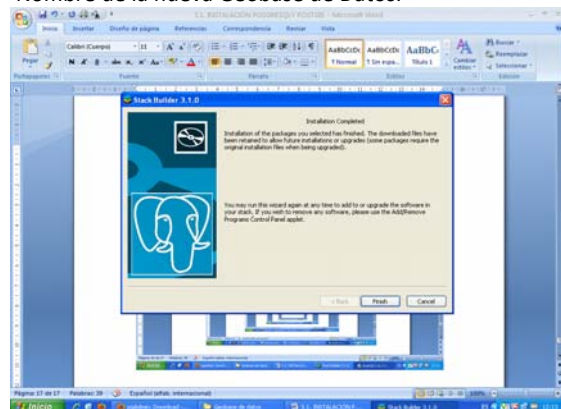 Nombre de la nueva Geobase de Datos.
Inicio Insertar Diseño de página Referencias Correspondencia Revisar Vista
Pegar
Calibri (Cuerpo) 11
AaBbCcDc AaBbCcDc AaBbC
¶ Normal Título 1
Cambiar estilos
Buscar
Reemplazar
Seleccionar
Portapapeles Fuente Párrafo Estilos Edición
Stack Builder 3.1.0
Installation Completed
Installation of the packages you selected has finished. The downloaded files have
been retained to allow future installations or upgrades (some packages require the
original installation files when being upgraded).
You may run this wizard again at any time to add to or upgrade the software in
your stack. If you wish to remove any software, please use the Add/Remove
Programs Control Panel applet.
< Back Finish Cancel
Página 17 de 17 Palabras: 39 Español (alfab. internacional) 100%
Inicio Geobase de datos Stack Builder 3.1.0